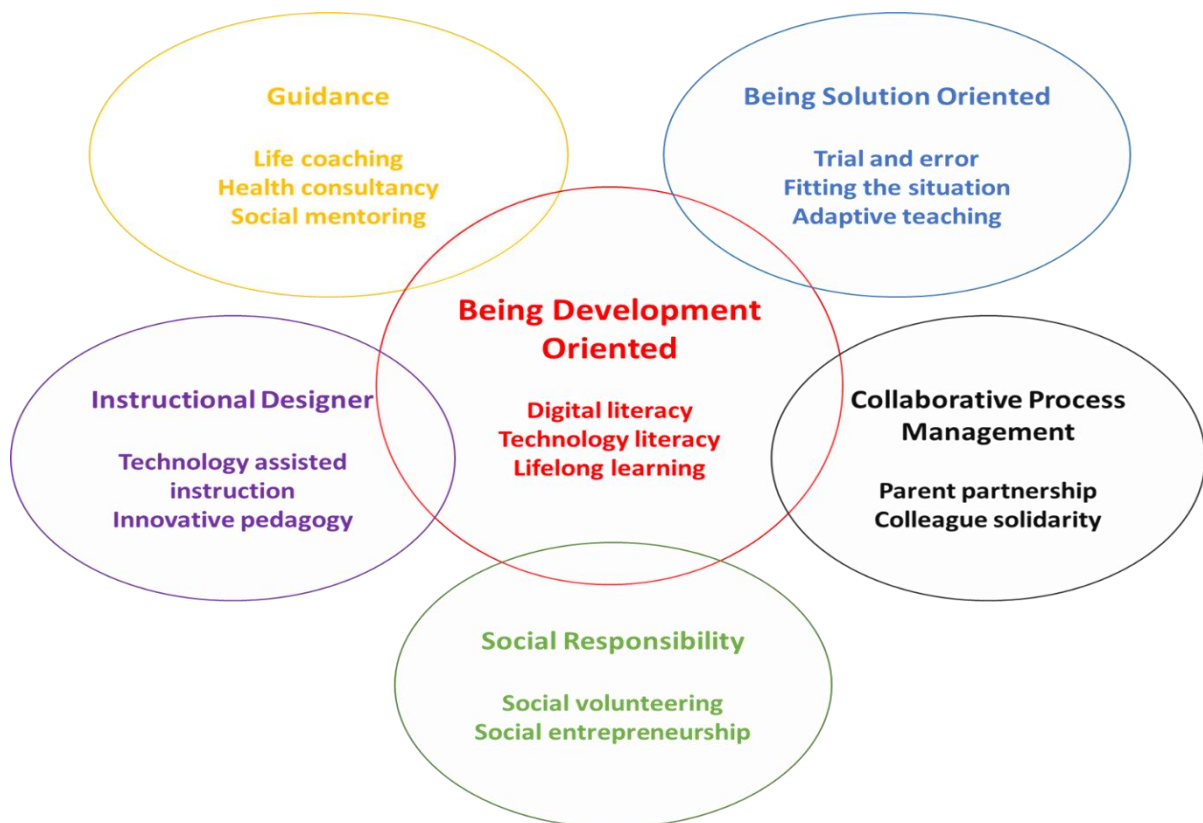 Guidance
Life coaching
Health consultancy
Social mentoring
Being Solution Oriented
Trial and error
Fitting the situation
Adaptive teaching
Being Development
Oriented
Digital literacy
Technology literacy
Lifelong learning
Instructional Designer
Technology assisted
instruction
Innovative pedagogy
Collaborative Process
Management
Parent partnership
Colleague solidarity
Social Responsibility
Social volunteering
Social entrepreneurship